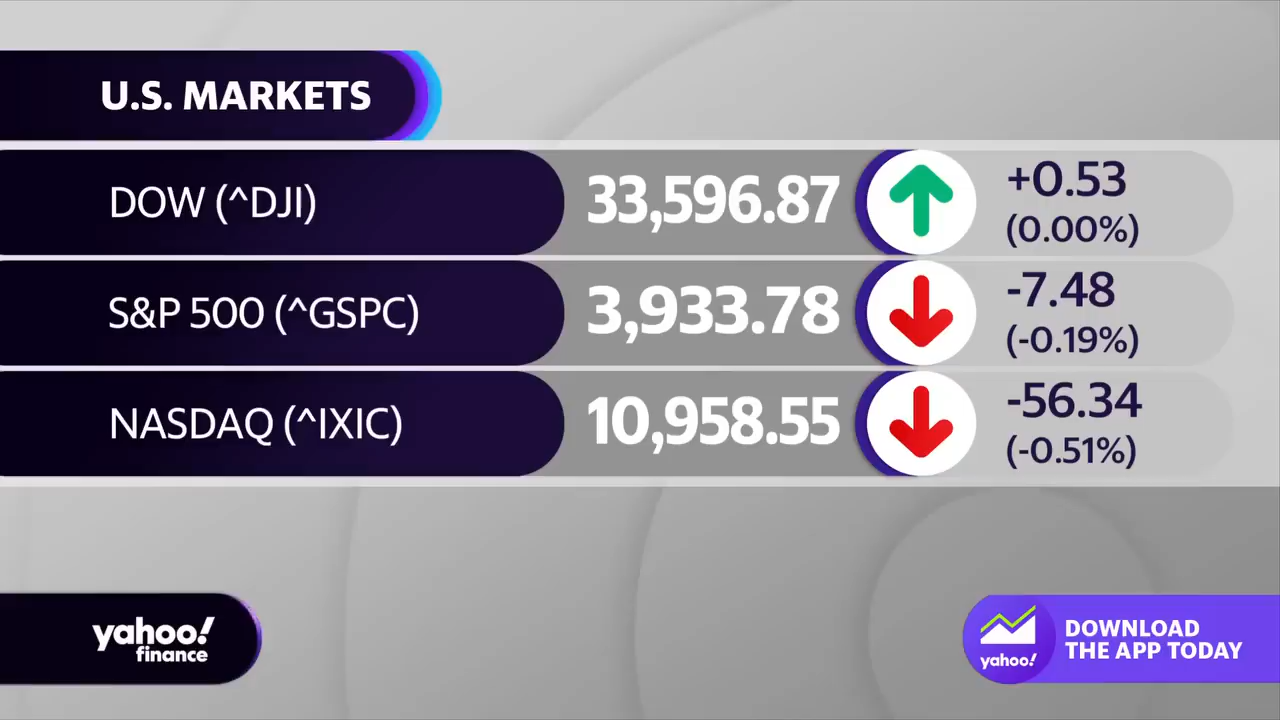 U.S. MARKETS
DOW (^DJI) 33,596.87 +0.53
(0.00%)
S&P 500 (^GSPC) 3,933.78 -7.48
(-0.19%)
NASDAQ (^IXIC) 10,958.55 -56.34
(-0.51%)
yahoo!
finance
yahoo!
DOWNLOAD
THE APP TODAY